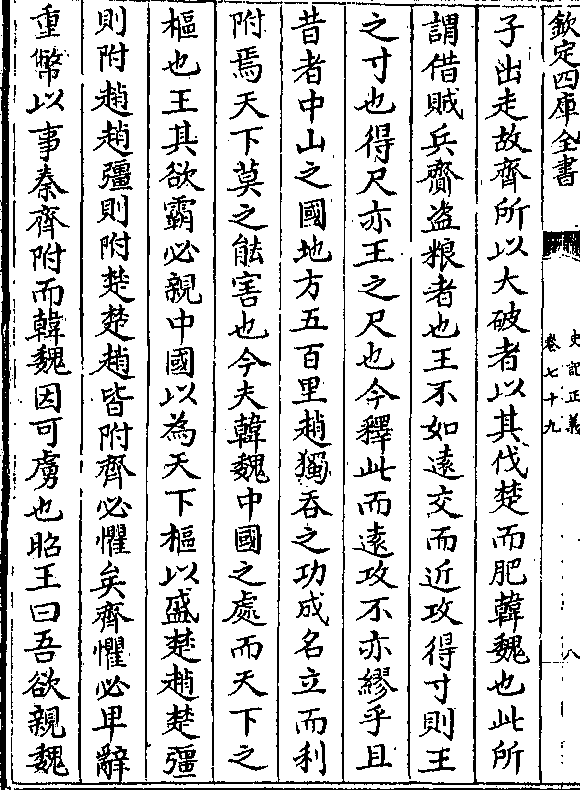 欽定四庫全書
史記正義
卷七十九
八
子出走故齊所以大破者以其伐楚而肥韓魏也此所
謂借賊兵齎盜粮者也王不如遠交而近攻得寸則王
之寸也得尺亦王之尺也今釋此而遠攻不亦繆乎且
昔者中山之國地方五百里趙獨吞之功成名立而利
附焉天下莫之能害也今夫韓魏中國之處而天下之
樞也王其欲霸必親中國以為天下樞以盛楚趙楚彊
則附趙趙彊則附楚楚趙皆附齊必懼矣齊懼必卑辭
重幣以事秦齊附而韓魏因可虜也昭王曰吾欲親魏